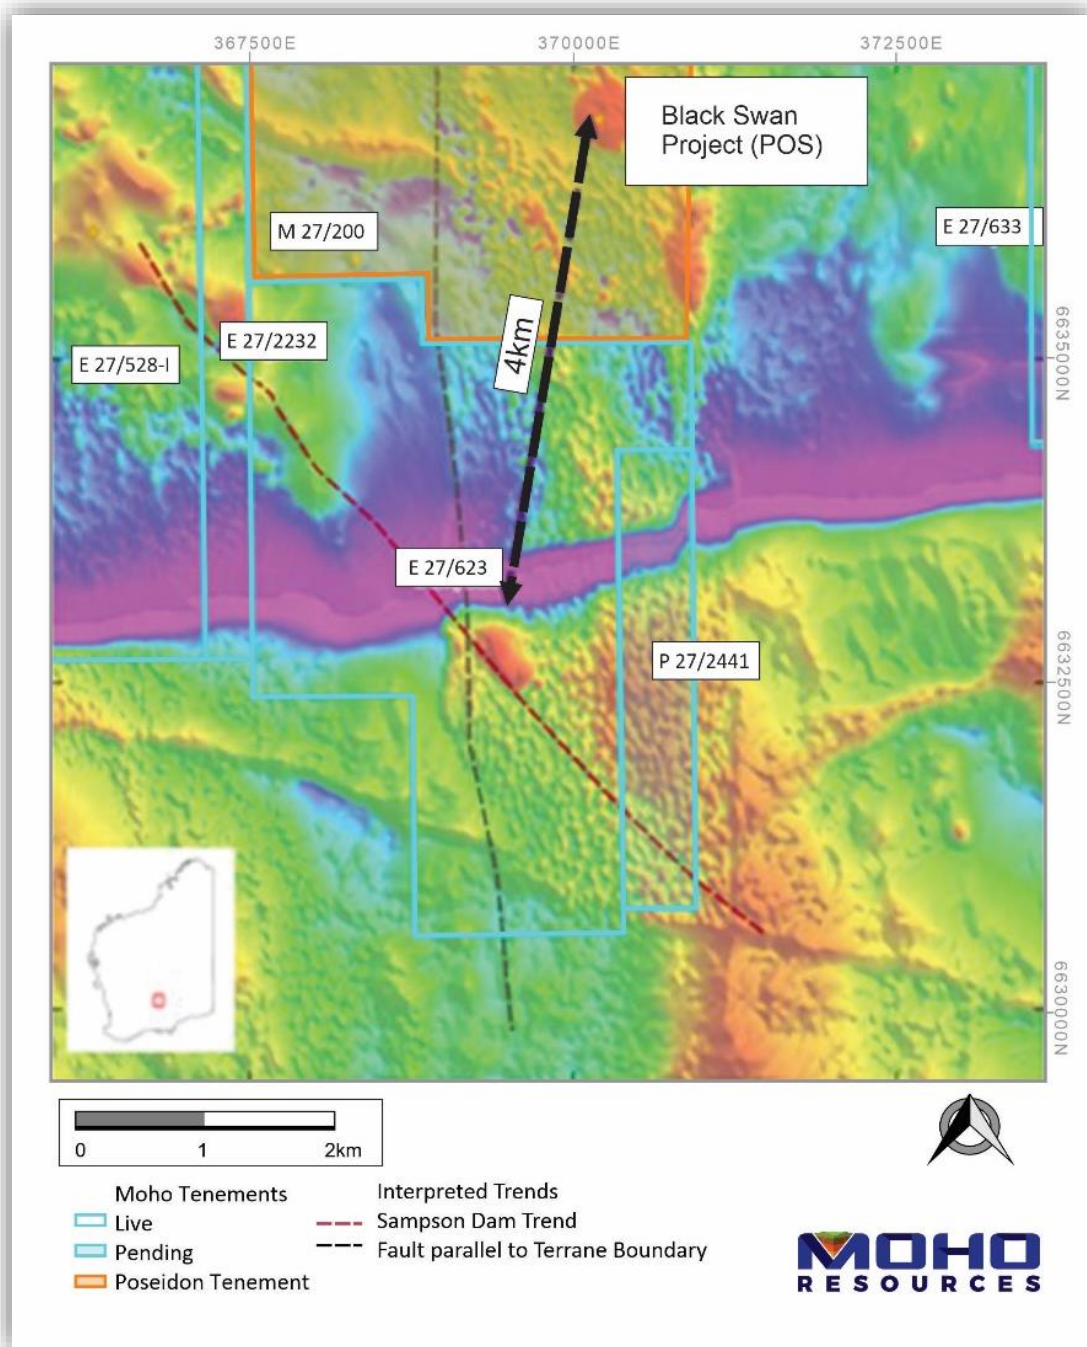 367500E
370000E
372500E
Black Swan
Project (POS)
M 27/200
E 27/633
4km
E 27/2232
E 27/528-I
6635000N
E 27/623
P 27/2441
6632500N
6630000N
0 1 2km
Moho Tenements
Live
Pending
Poseidon Tenement
Interpreted Trends
Sampson Dam Trend
Fault parallel to Terrane Boundary
MOHO
RESOURCES